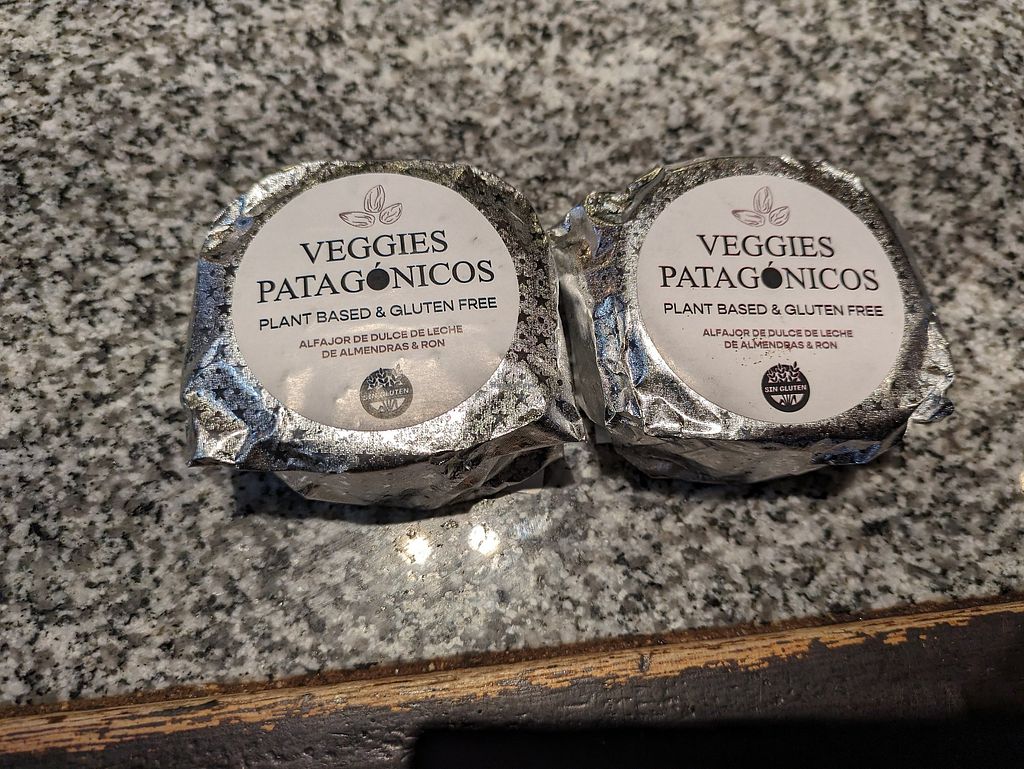 VEGGIES
PATAGÓNICOS
PLANT BASED & GLUTEN FREE
ALFAJOR DE DULCE DE LECHE
DE ALMENDRAS & RON
SIN GLUTEN
VEGGIES
PATAGÓNICOS
PLANT BASED & GLUTEN FREE
ALFAJOR DE DULCE DE LECHE
DE ALMENDRAS & RON
SIN GLUTEN